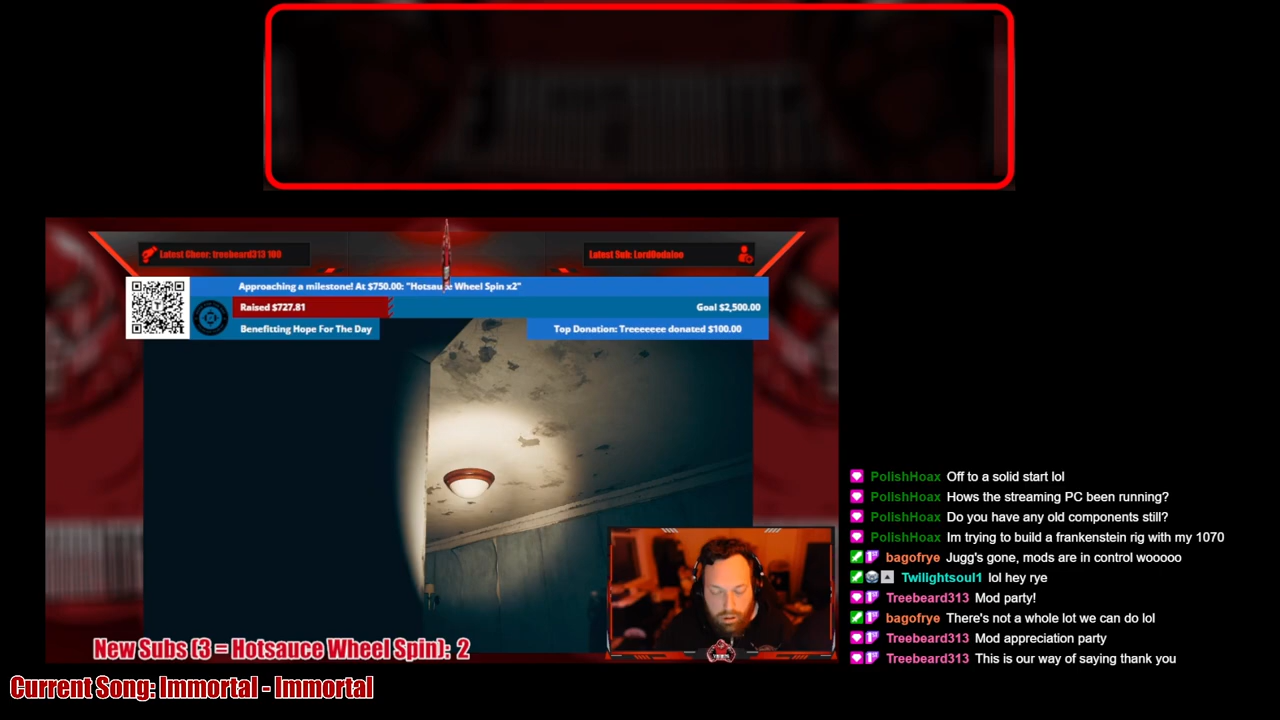 Latest Cheer: treebeard313 100
Latest Sub: LordOodaloo
Approaching a milestone! At $750.00: "Hotsauce Wheel Spin x2"
Raised $727.81
Goal $2,500.00
Benefitting Hope For The Day
Top Donation: Treeeeeee donated $100.00
PolishHoax Off to a solid start lol
PolishHoax Hows the streaming PC been running?
PolishHoax Do you have any old components still?
PolishHoax Im trying to build a frankenstein rig with my 1070
bagofrye Jugg's gone, mods are in control wooooo
Twilightsoul1 lol hey rye
Treebeard313 Mod party!
bagofrye There's not a whole lot we can do lol
Treebeard313 Mod appreciation party
Treebeard313 This is our way of saying thank you
New Subs (3 = Hotsauce Wheel Spin): 2
Current Song: Immortal - Immortal